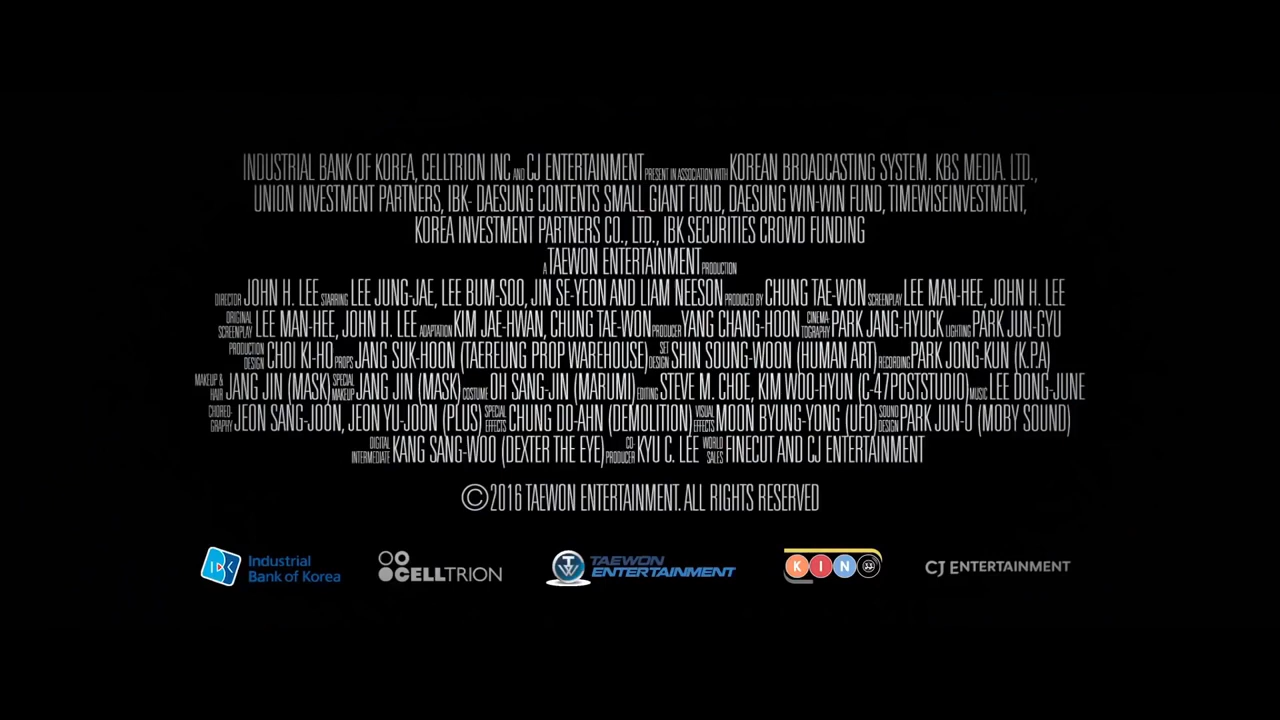 INDUSTRIAL BANK OF KOREA, CELLTRION INC AND CJ ENTERTAINMENT PRESENT IN ASSOCIATION WITH KOREAN BROADCASTING SYSTEM. KBS MEDIA. LTD.,
UNION INVESTMENT PARTNERS, IBK- DAESUNG CONTENTS SMALL GIANT FUND, DAESUNG WIN-WIN FUND, TIMEWISEINVESTMENT,
KOREA INVESTMENT PARTNERS CO., LTD., IBK SECURITIES CROWD FUNDING
A TAEWON ENTERTAINMENT PRODUCTION
DIRECTOR JOHN H. LEE STARRING LEE JUNG-JAE, LEE BUM-SOO, JIN SE-YEON AND LIAM NEESON PRODUCED BY CHUNG TAE-WON SCREENPLAY LEE MAN-HEE, JOHN H. LEE
ORIGINAL SCREENPLAY LEE MAN-HEE, JOHN H. LEE ADAPTATION KIM JAE-HWAN, CHUNG TAE-WON PRODUCER YANG CHANG-HOON CINEMA-TOGRAPHY PARK JANG-HYUCK LIGHTING PARK JUN-GYU
PRODUCTION DESIGN CHOI KI-HO PROPS JANG SUK-HOON (TAEREUNG PROP WAREHOUSE) SET DESIGN SHIN SOUNG-WOON (HUMAN ART) RECORDING PARK JONG-KUN (K.P.A)
MAKEUP & HAIR JANG JIN (MASK) SPECIAL MAKEUP JANG JIN (MASK) COSTUME OH SANG-JIN (MARUMI) EDITING STEVE M. CHOE, KIM WOO-HYUN (C-47POSTSTUDIO) MUSIC LEE DONG-JUNE
CHOREO-GRAPHY JEON SANG-JOON, JEON YU-JOON (PLUS) SPECIAL EFFECTS CHUNG DO-AHN (DEMOLITION) VISUAL EFFECTS MOON BYUNG-YONG (UFO) SOUND DESIGN PARK JUN-O (MOBY SOUND)
DIGITAL INTERMEDIATE KANG SANG-WOO (DEXTER THE EYE) CO-PRODUCER KYU C. LEE WORLD SALES FINECUT AND CJ ENTERTAINMENT
©2016 TAEWON ENTERTAINMENT. ALL RIGHTS RESERVED
IBK Industrial Bank of Korea
CELLTRION
TW TAEWON ENTERTAINMENT
KINO
CJ ENTERTAINMENT